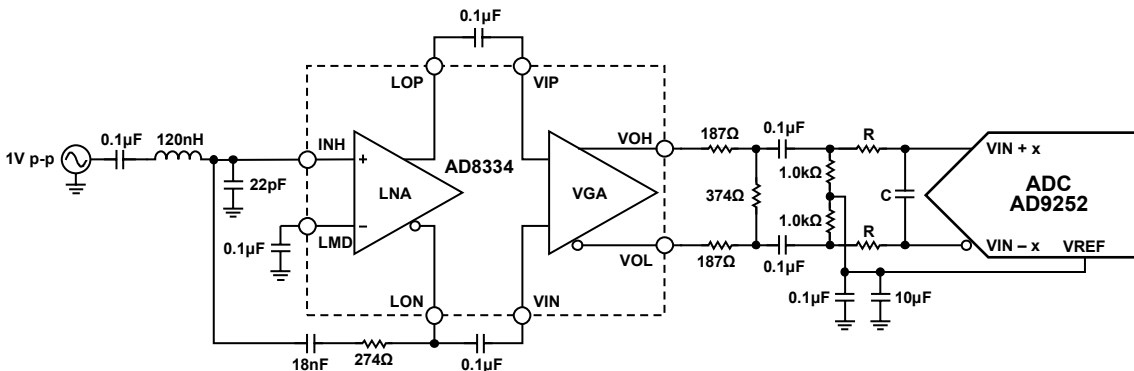 0.1μF
LOP
VIP
0.1μF
120nH
1V p-p
INH
22pF
LMD
0.1μF
LNA
AD8334
VGA
VOH
VOL
LON
VIN
18nF
274Ω
0.1μF
187Ω
0.1μF
R
374Ω
1.0kΩ
1.0kΩ
C
187Ω
0.1μF
R
VIN + x
ADC
AD9252
VIN – x
VREF
0.1μF
10μF